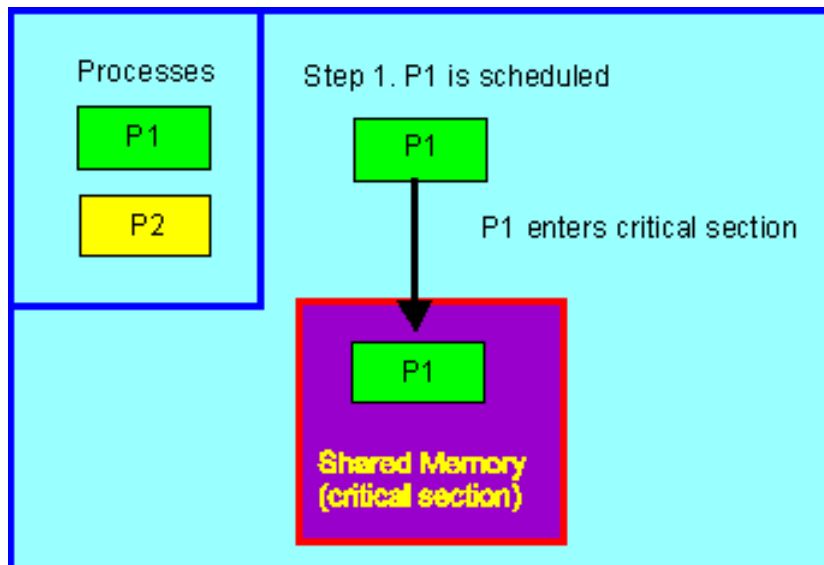 Processes
P1
P2
Step 1. P1 is scheduled
P1
P1 enters critical section
P1
Shared Memory
(critical section)